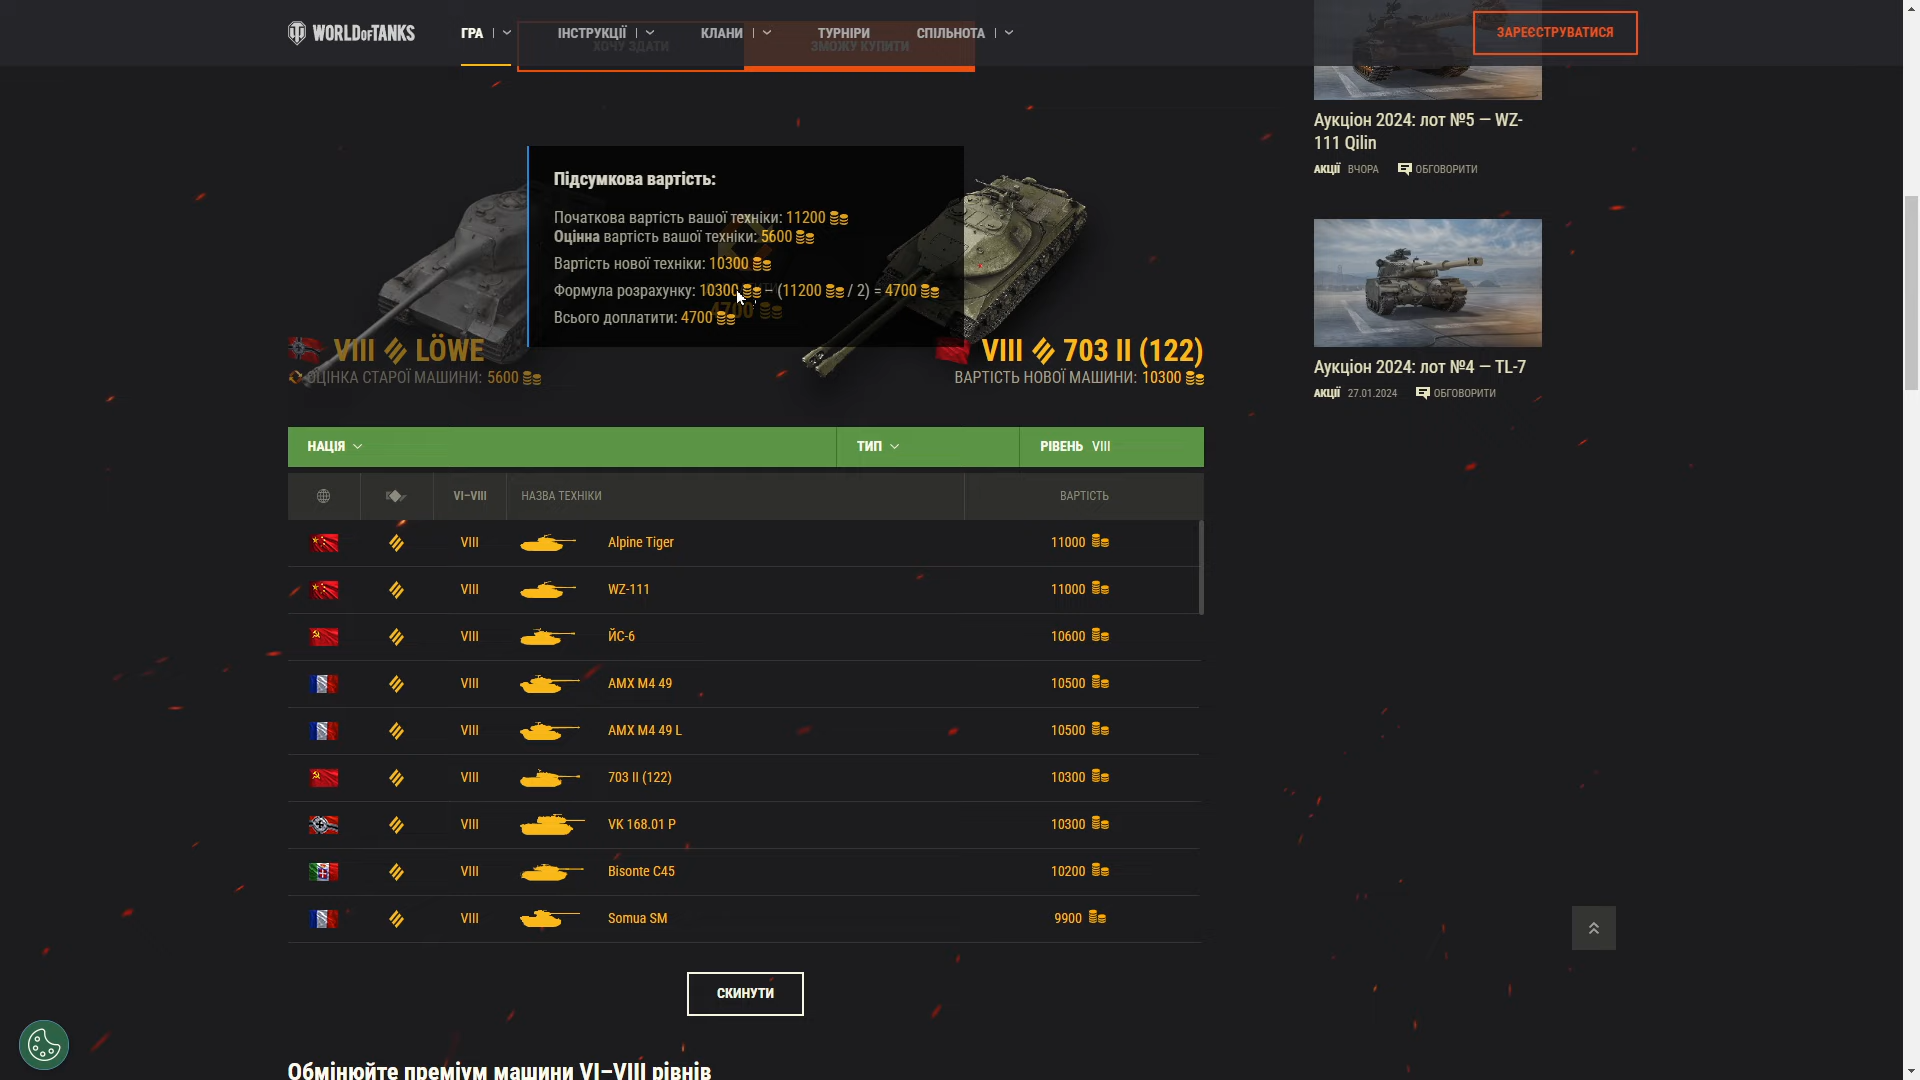 WORLD OF TANKS
ГРА
ІНСТРУКЦІЇ
КЛАНИ
ТУРНІРИ
СПІЛЬНОТА
ЗАРЕЄСТРУВАТИСЯ
ХОЧУ ЗДАТИ
ЗМОЖУ КУПИТИ
Підсумкова вартість:
Початкова вартість вашої техніки: 11200
Оцінна вартість вашої техніки: 5600
Вартість нової техніки: 10300
Формула розрахунку: 10300 – (11200 / 2) = 4700
Всього доплатити: 4700
4700
VIII LÖWE
ОЦІНКА СТАРОЇ МАШИНИ: 5600
VIII 703 II (122)
ВАРТІСТЬ НОВОЇ МАШИНИ: 10300
НАЦІЯ
ТИП
РІВЕНЬ VIII
VI–VIII
НАЗВА ТЕХНІКИ
ВАРТІСТЬ
VIII Alpine Tiger 11000
VIII WZ-111 11000
VIII ЙС-6 10600
VIII AMX M4 49 10500
VIII AMX M4 49 L 10500
VIII 703 II (122) 10300
VIII VK 168.01 P 10300
VIII Bisonte C45 10200
VIII Somua SM 9900
СКИНУТИ
Обмінюйте преміум машини VI–VIII рівнів
Аукціон 2024: лот №5 — WZ-
111 Qilin
АКЦІЇ ВЧОРА ОБГОВОРИТИ
Аукціон 2024: лот №4 — TL-7
АКЦІЇ 27.01.2024 ОБГОВОРИТИ